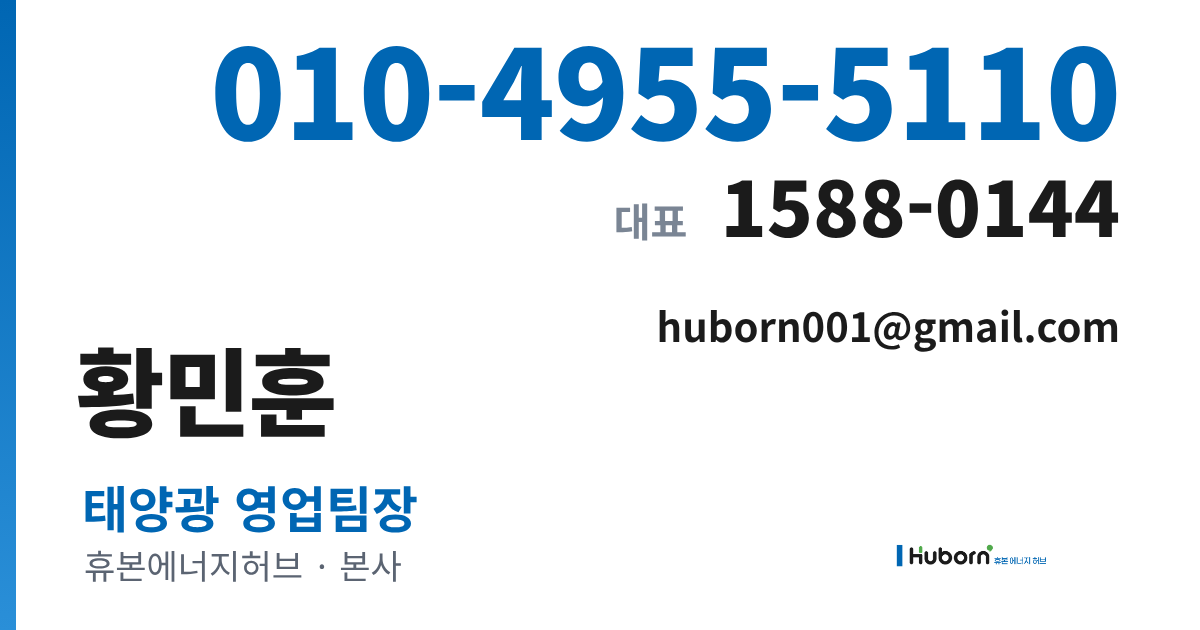 010-4955-5110
대표 1588-0144
huborn001@gmail.com
황민훈
태양광 영업팀장
휴본에너지허브 · 본사
Huborn 휴본 에너지 허브